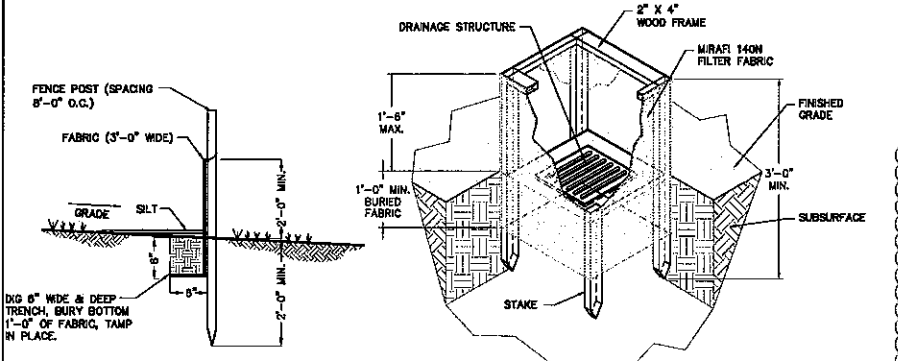 FENCE POST (SPACING
8'-0" O.C.)
FABRIC (3'-0" WIDE)
SILT
GRADE
2'-0" MIN.
2'-0" MIN.
6"
6"
DIG 6" WIDE & DEEP
TRENCH, BURY BOTTOM
1'-0" OF FABRIC, TAMP
IN PLACE.
DRAINAGE STRUCTURE
2" X 4"
WOOD FRAME
MIRAFI 140N
FILTER FABRIC
FINISHED
GRADE
1'-6"
MAX.
1'-0" MIN.
BURIED
FABRIC
3'-0"
MIN.
SUBSURFACE
STAKE